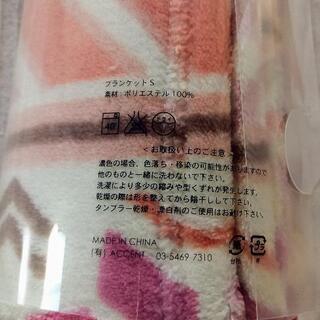 ブランケットS
素材：ポリエステル 100%
40
＜お取扱い上のご注意＞
濃色の場合、色落ち・移染の可能性がありますので
他のものと一緒に洗わないで下さい。
洗濯により多少の縮みや型くずれが発生します。
乾燥の際は形を整えてから陰干しして下さい。
タンブラー乾燥・漂白剤のご使用はお避け下さい。
MADE IN CHINA
(有) ACCENT 03 5469 7310